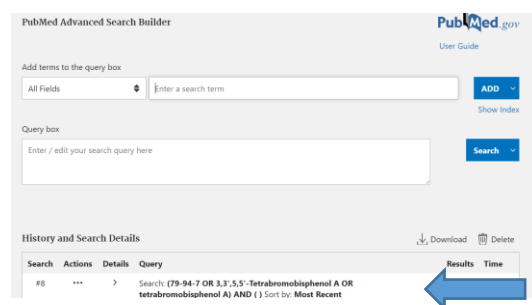 PubMed Advanced Search Builder
PubMed.gov
User Guide
Add terms to the query box
All Fields
Enter a search term
ADD
Show Index
Query box
Enter / edit your search query here
Search
History and Search Details
Download
Delete
Search Actions Details Query Results Time
#8 ••• > Search: (79-94-7 OR 3,3',5,5'-Tetrabromobisphenol A OR
tetrabromobisphenol A) AND ( ) Sort by: Most Recent